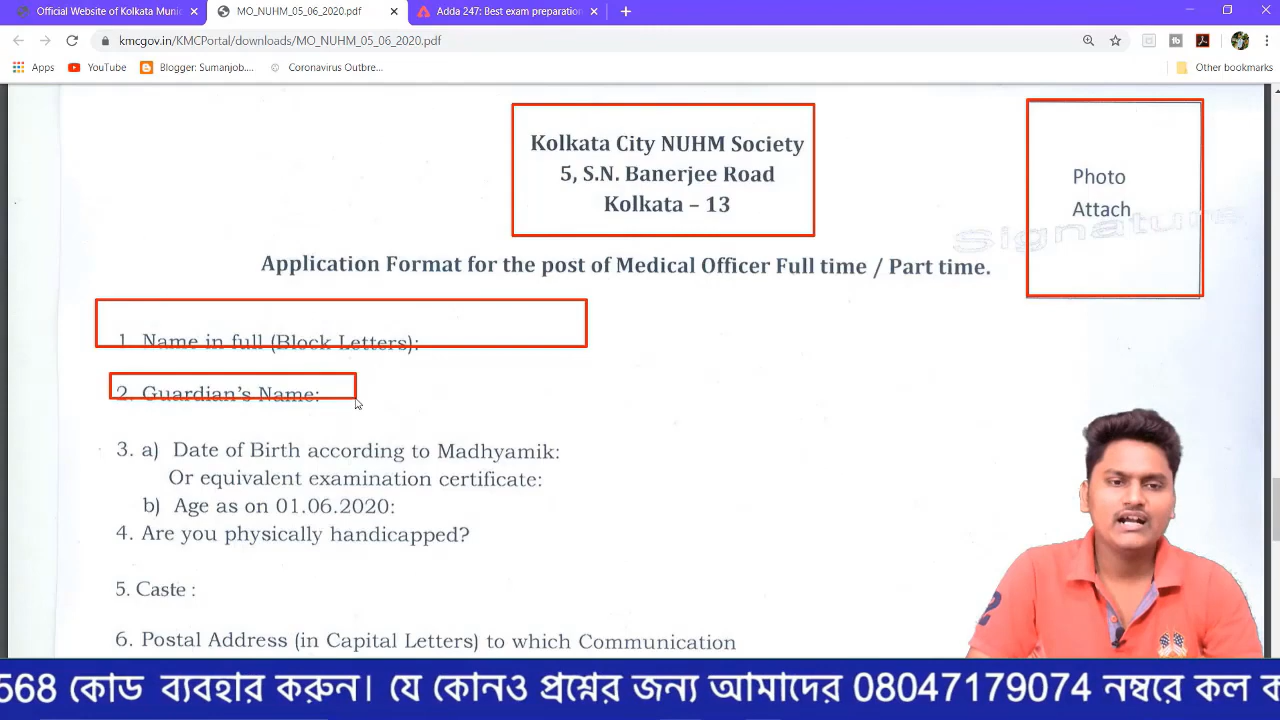 Official Website of Kolkata Muni
MO_NUHM_05_06_2020.pdf
Adda 247: Best exam preparation
kmcgov.in/KMCPortal/downloads/MO_NUHM_05_06_2020.pdf
Apps
YouTube
Blogger: Sumanjob....
Coronavirus Outbre...
Other bookmarks
Kolkata City NUHM Society
5, S.N. Banerjee Road
Kolkata – 13
Photo
Attach
Signature
Application Format for the post of Medical Officer Full time / Part time.
1. Name in full (Block Letters):
2. Guardian's Name:
3. a) Date of Birth according to Madhyamik:
Or equivalent examination certificate:
b) Age as on 01.06.2020:
4. Are you physically handicapped?
5. Caste :
6. Postal Address (in Capital Letters) to which Communication
568 কোড ব্যবহার করুন। যে কোনও প্রশ্নের জন্য আমাদের 08047179074 নম্বরে কল ক